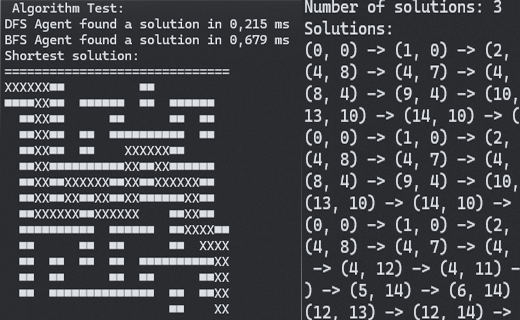 Algorithm Test:
DFS Agent found a solution in 0,215 ms
BFS Agent found a solution in 0,679 ms
Shortest solution:
==============================
XXXXXX■■          ■■
■■■■XX■■  ■■■■■■  ■■  ■■■■■■
  ■■XX■■      ■■      ■■  ■■
  ■■XX■■  ■■  ■■■■■■■■■■  ■■
  ■■XX■■  ■■    XXXXXX■■
  ■■XX■■■■■■■■■■XX■■XX■■■■■■
  ■■XX■■XXXXXX■■XX■■XXXXXX■■
  ■■XX■■XX■■XX■■XX■■■■■■XX■■
  ■■XXXXXX■■XXXXXX    ■■XX■■
  ■■■■■■■■■■  ■■■■■■  ■■XXXX■■
  ■■      ■■  ■■          XXXX
  ■■  ■■  ■■  ■■  ■■■■■■■■■■XX
  ■■  ■■  ■■  ■■          ■■XX
  ■■  ■■■■■■■■■■■■■■  ■■  ■■XX
                      ■■    XX
Number of solutions: 3
Solutions:
(0, 0) -> (1, 0) -> (2,
(4, 8) -> (4, 7) -> (4,
(8, 4) -> (9, 4) -> (10,
13, 10) -> (14, 10) -> (
(0, 0) -> (1, 0) -> (2,
(4, 8) -> (4, 7) -> (4,
(8, 4) -> (9, 4) -> (10,
(13, 10) -> (14, 10) ->
(0, 0) -> (1, 0) -> (2,
(4, 8) -> (4, 7) -> (4,
-> (4, 12) -> (4, 11) -
) -> (5, 14) -> (6, 14)
(12, 13) -> (12, 14) ->